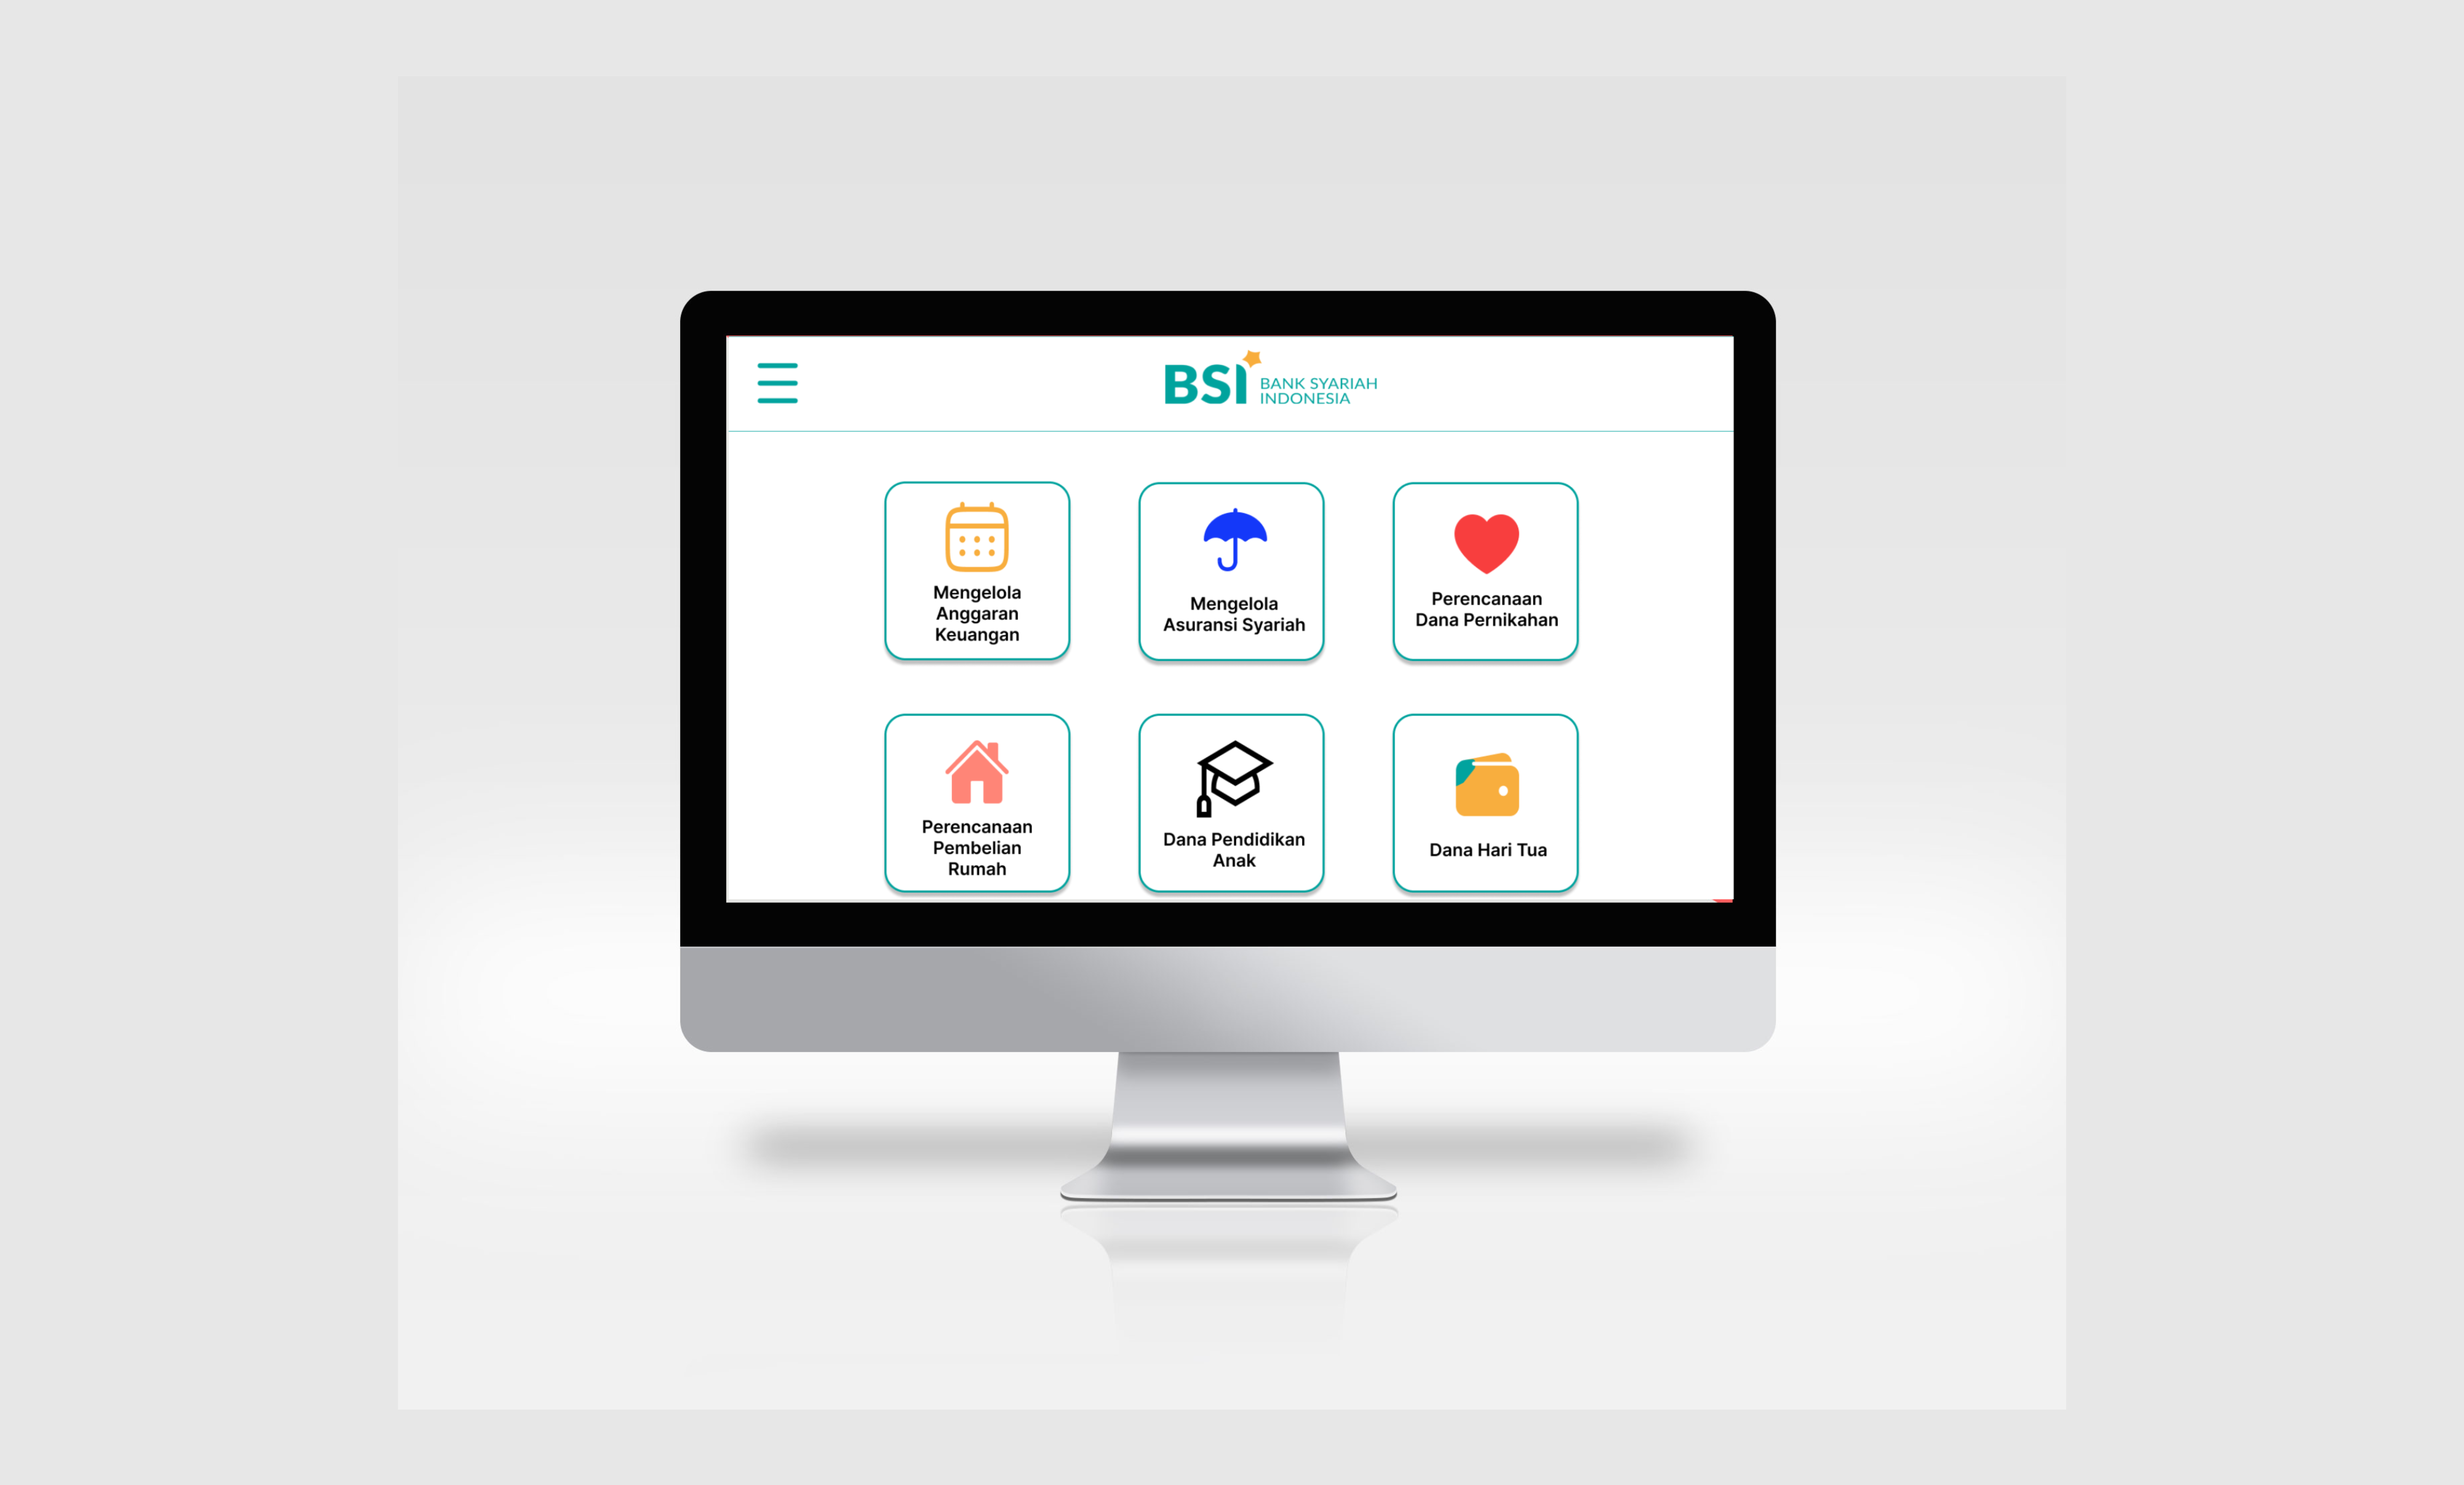 BSI
BANK SYARIAH
INDONESIA
Mengelola
Anggaran
Keuangan
Mengelola
Asuransi Syariah
Perencanaan
Dana Pernikahan
Perencanaan
Pembelian
Rumah
Dana Pendidikan
Anak
Dana Hari Tua